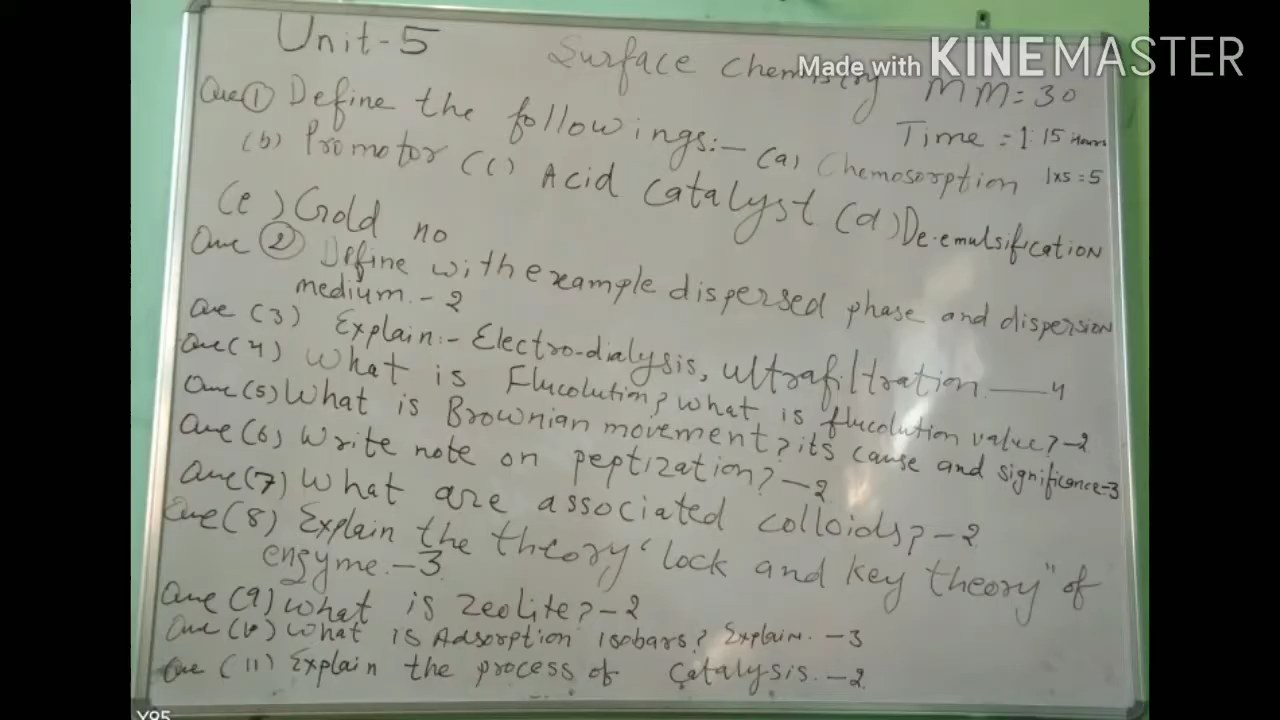 Unit-5 Surface Chemistry MM=30
Made with KINEMASTER
Time = 1:15 Hours
Que ① Define the followings:- (a) Chemosorption 1x5=5
(b) Promotor (c) Acid catalyst (d) De-emulsification
(e) Gold no
Que ② Define with example dispersed phase and dispersion
medium. - 2
Que (3) Explain:- Electro-dialysis, ultrafiltration — 4
Que (4) What is Flucolution? what is flucolution value? -2
Que (5) What is Brownian movement? its cause and significance-3
Que (6) Write note on peptization? -2
Que (7) What are associated colloids? -2
Que (8) Explain the theory "lock and key theory" of
enzyme. -3
Que (9) What is zeolite? -2
Que (10) What is Adsorption isobars? Explain. -3
Que (11) Explain the process of Catalysis. -2